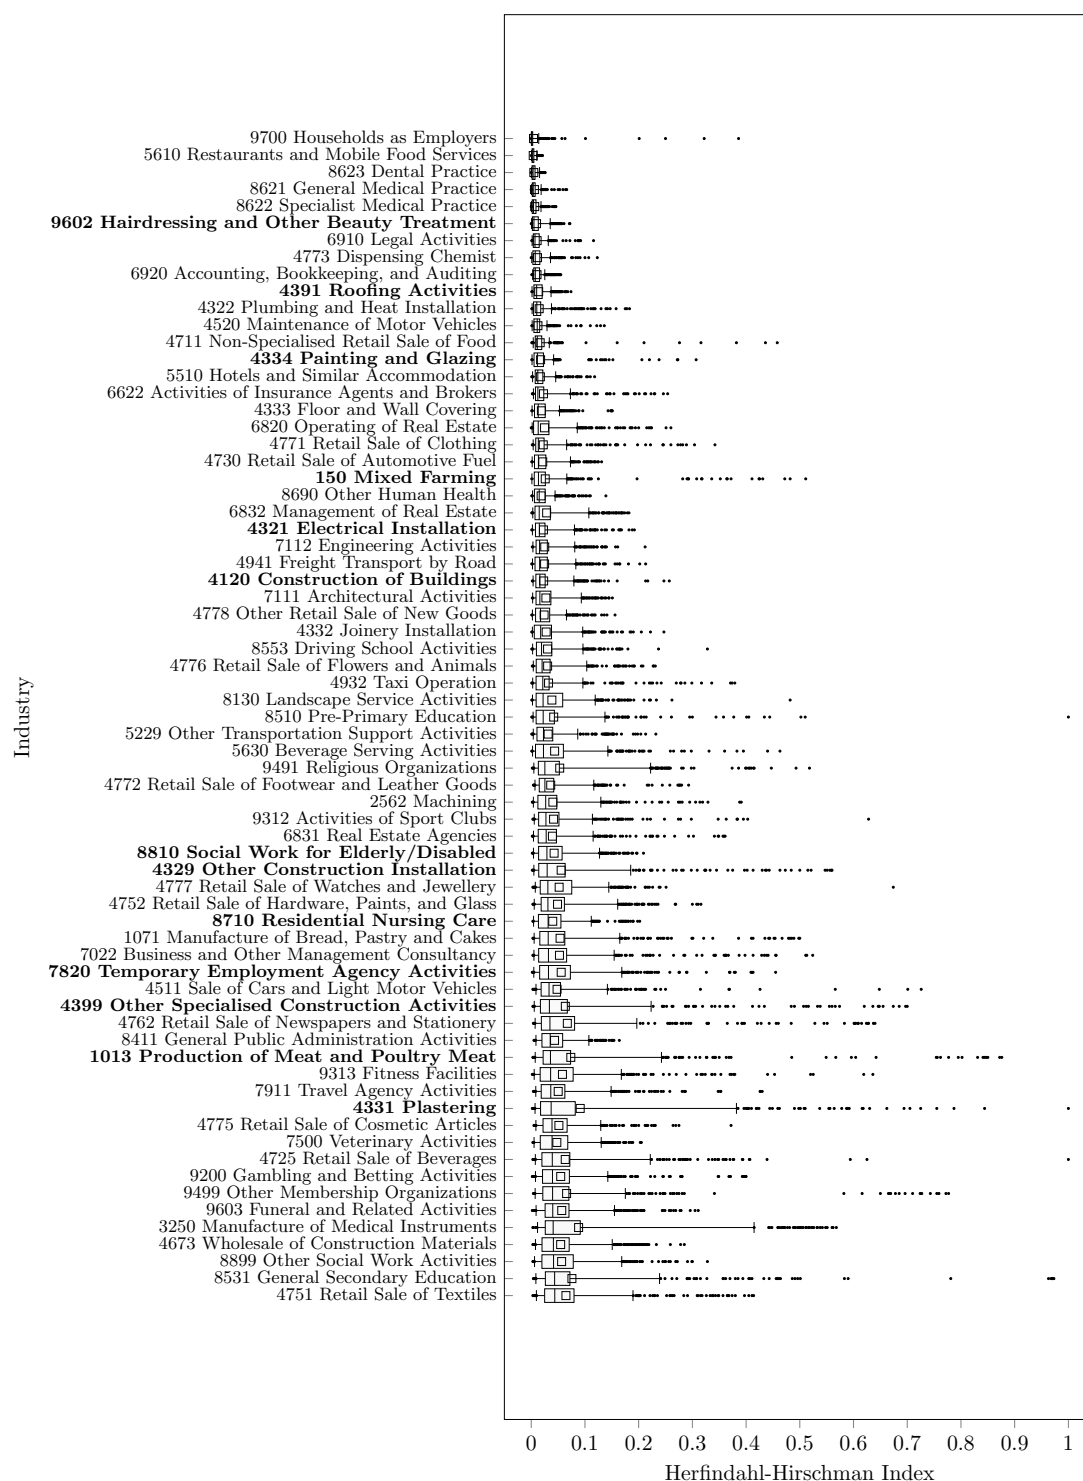 9700 Households as Employers
5610 Restaurants and Mobile Food Services
8623 Dental Practice
8621 General Medical Practice
8622 Specialist Medical Practice
9602 Hairdressing and Other Beauty Treatment
6910 Legal Activities
4773 Dispensing Chemist
6920 Accounting, Bookkeeping, and Auditing
4391 Roofing Activities
4322 Plumbing and Heat Installation
4520 Maintenance of Motor Vehicles
4711 Non-Specialised Retail Sale of Food
4334 Painting and Glazing
5510 Hotels and Similar Accommodation
6622 Activities of Insurance Agents and Brokers
4333 Floor and Wall Covering
6820 Operating of Real Estate
4771 Retail Sale of Clothing
4730 Retail Sale of Automotive Fuel
150 Mixed Farming
8690 Other Human Health
6832 Management of Real Estate
4321 Electrical Installation
7112 Engineering Activities
4941 Freight Transport by Road
4120 Construction of Buildings
7111 Architectural Activities
4778 Other Retail Sale of New Goods
4332 Joinery Installation
8553 Driving School Activities
4776 Retail Sale of Flowers and Animals
4932 Taxi Operation
8130 Landscape Service Activities
8510 Pre-Primary Education
5229 Other Transportation Support Activities
5630 Beverage Serving Activities
9491 Religious Organizations
4772 Retail Sale of Footwear and Leather Goods
2562 Machining
9312 Activities of Sport Clubs
6831 Real Estate Agencies
8810 Social Work for Elderly/Disabled
4329 Other Construction Installation
4777 Retail Sale of Watches and Jewellery
4752 Retail Sale of Hardware, Paints, and Glass
8710 Residential Nursing Care
1071 Manufacture of Bread, Pastry and Cakes
7022 Business and Other Management Consultancy
7820 Temporary Employment Agency Activities
4511 Sale of Cars and Light Motor Vehicles
4399 Other Specialised Construction Activities
4762 Retail Sale of Newspapers and Stationery
8411 General Public Administration Activities
1013 Production of Meat and Poultry Meat
9313 Fitness Facilities
7911 Travel Agency Activities
4331 Plastering
4775 Retail Sale of Cosmetic Articles
7500 Veterinary Activities
4725 Retail Sale of Beverages
9200 Gambling and Betting Activities
9499 Other Membership Organizations
9603 Funeral and Related Activities
3250 Manufacture of Medical Instruments
4673 Wholesale of Construction Materials
8899 Other Social Work Activities
8531 General Secondary Education
4751 Retail Sale of Textiles
Industry
0 0.1 0.2 0.3 0.4 0.5 0.6 0.7 0.8 0.9 1
Herfindahl-Hirschman Index